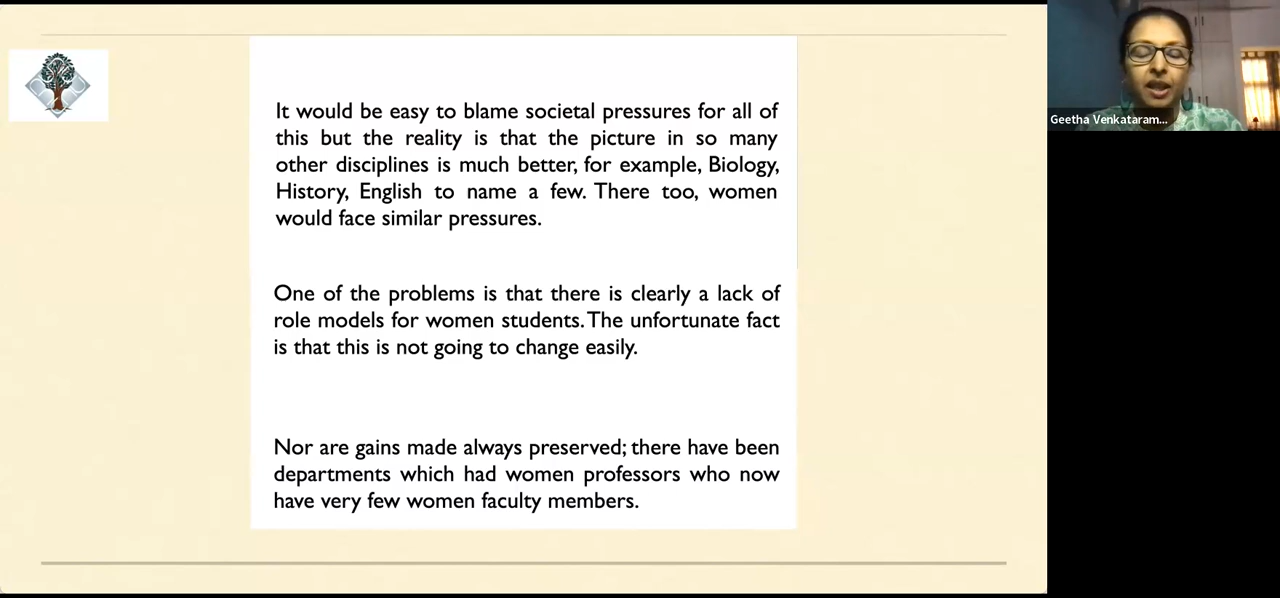 It would be easy to blame societal pressures for all of
this but the reality is that the picture in so many
other disciplines is much better, for example, Biology,
History, English to name a few. There too, women
would face similar pressures.
One of the problems is that there is clearly a lack of
role models for women students. The unfortunate fact
is that this is not going to change easily.
Nor are gains made always preserved; there have been
departments which had women professors who now
have very few women faculty members.
Geetha Venkataram...